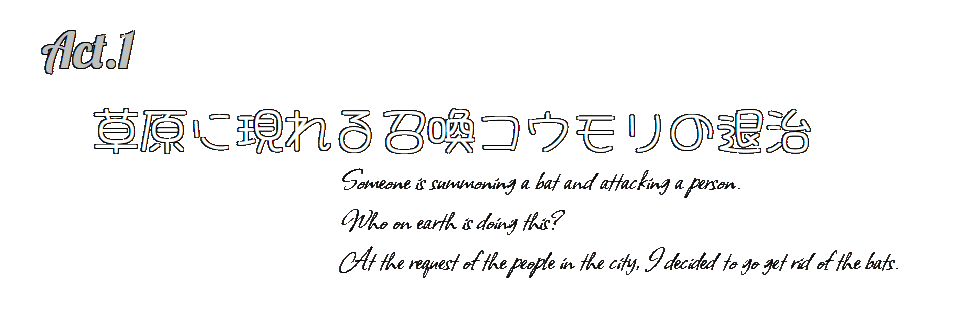 Act.1
草原に現れる召喚コウモリの退治
Someone is summoning a bat and attacking a person.
Who on earth is doing this?
At the request of the people in the city, I decided to go get rid of the bats.